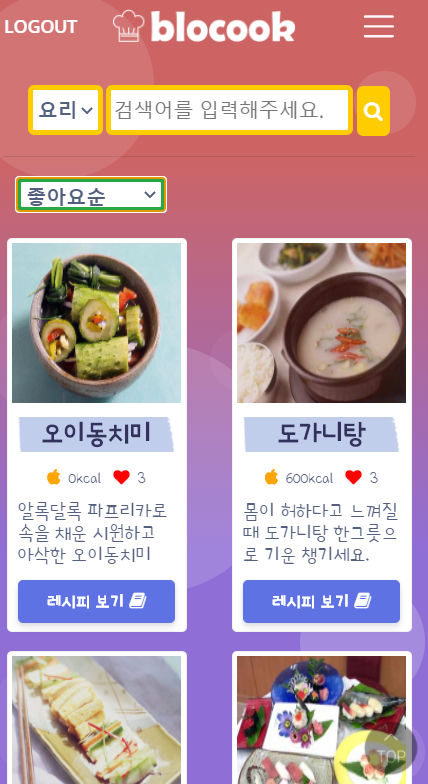 LOGOUT blocook
요리 검색어를 입력해주세요.
좋아요순
오이동치미 도가니탕
0kcal 3 600kcal 3
알록달록 파프리카로 몸이 허하다고 느껴질
속을 채운 시원하고 때 도가니탕 한그릇으
아삭한 오이동치미 로 기운 챙기세요.
레시피 보기 레시피 보기
TOP